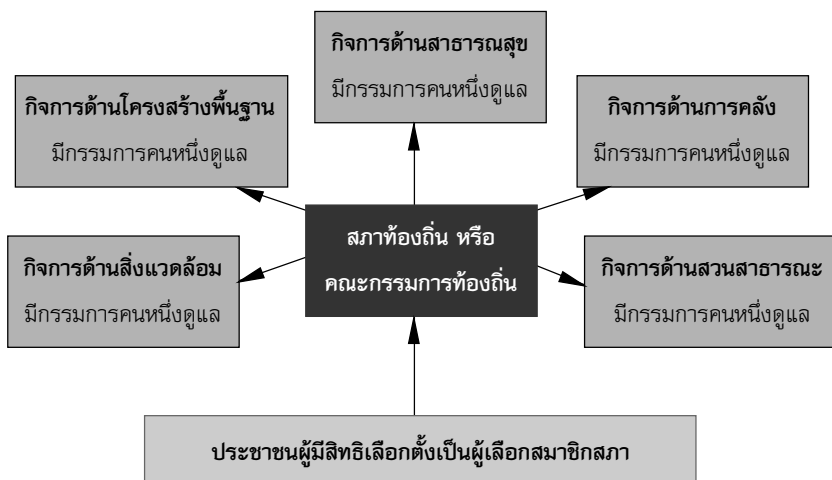 กิจการด้านสาธารณสุข
มีกรรมการคนหนึ่งดูแล
กิจการด้านโครงสร้างพื้นฐาน
มีกรรมการคนหนึ่งดูแล
กิจการด้านการคลัง
มีกรรมการคนหนึ่งดูแล
สภาท้องถิ่น หรือ
คณะกรรมการท้องถิ่น
กิจการด้านสิ่งแวดล้อม
มีกรรมการคนหนึ่งดูแล
กิจการด้านสวนสาธารณะ
มีกรรมการคนหนึ่งดูแล
ประชาชนผู้มีสิทธิเลือกตั้งเป็นผู้เลือกสมาชิกสภา